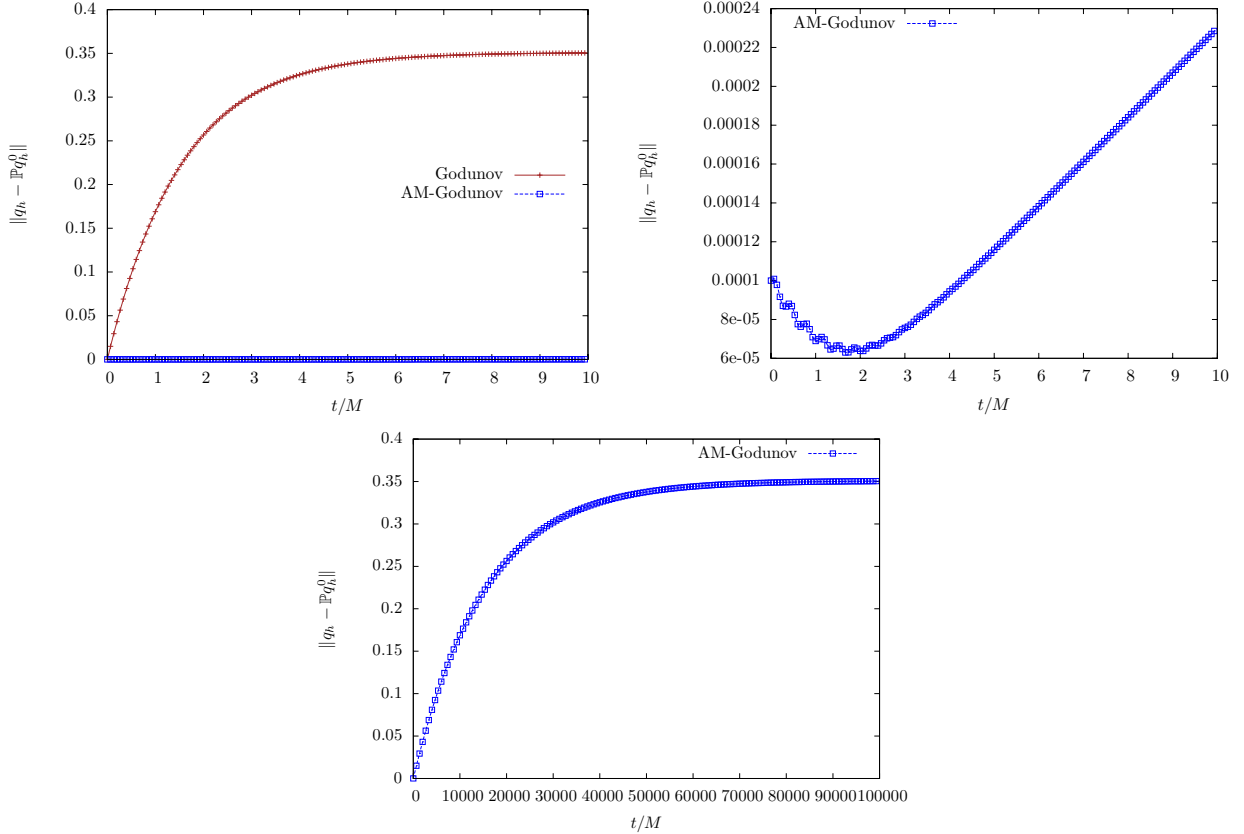 0.4
0.35
0.3
0.25
0.2
0.15
0.1
0.05
0
‖q_h − ℙq_h^0‖
Godunov
AM-Godunov
0 1 2 3 4 5 6 7 8 9 10
t/M
0.00024
0.00022
0.0002
0.00018
0.00016
0.00014
0.00012
0.0001
8e-05
6e-05
‖q_h − ℙq_h^0‖
AM-Godunov
0 1 2 3 4 5 6 7 8 9 10
t/M
0.4
0.35
0.3
0.25
0.2
0.15
0.1
0.05
0
‖q_h − ℙq_h^0‖
AM-Godunov
0 10000 20000 30000 40000 50000 60000 70000 80000 90000 100000
t/M